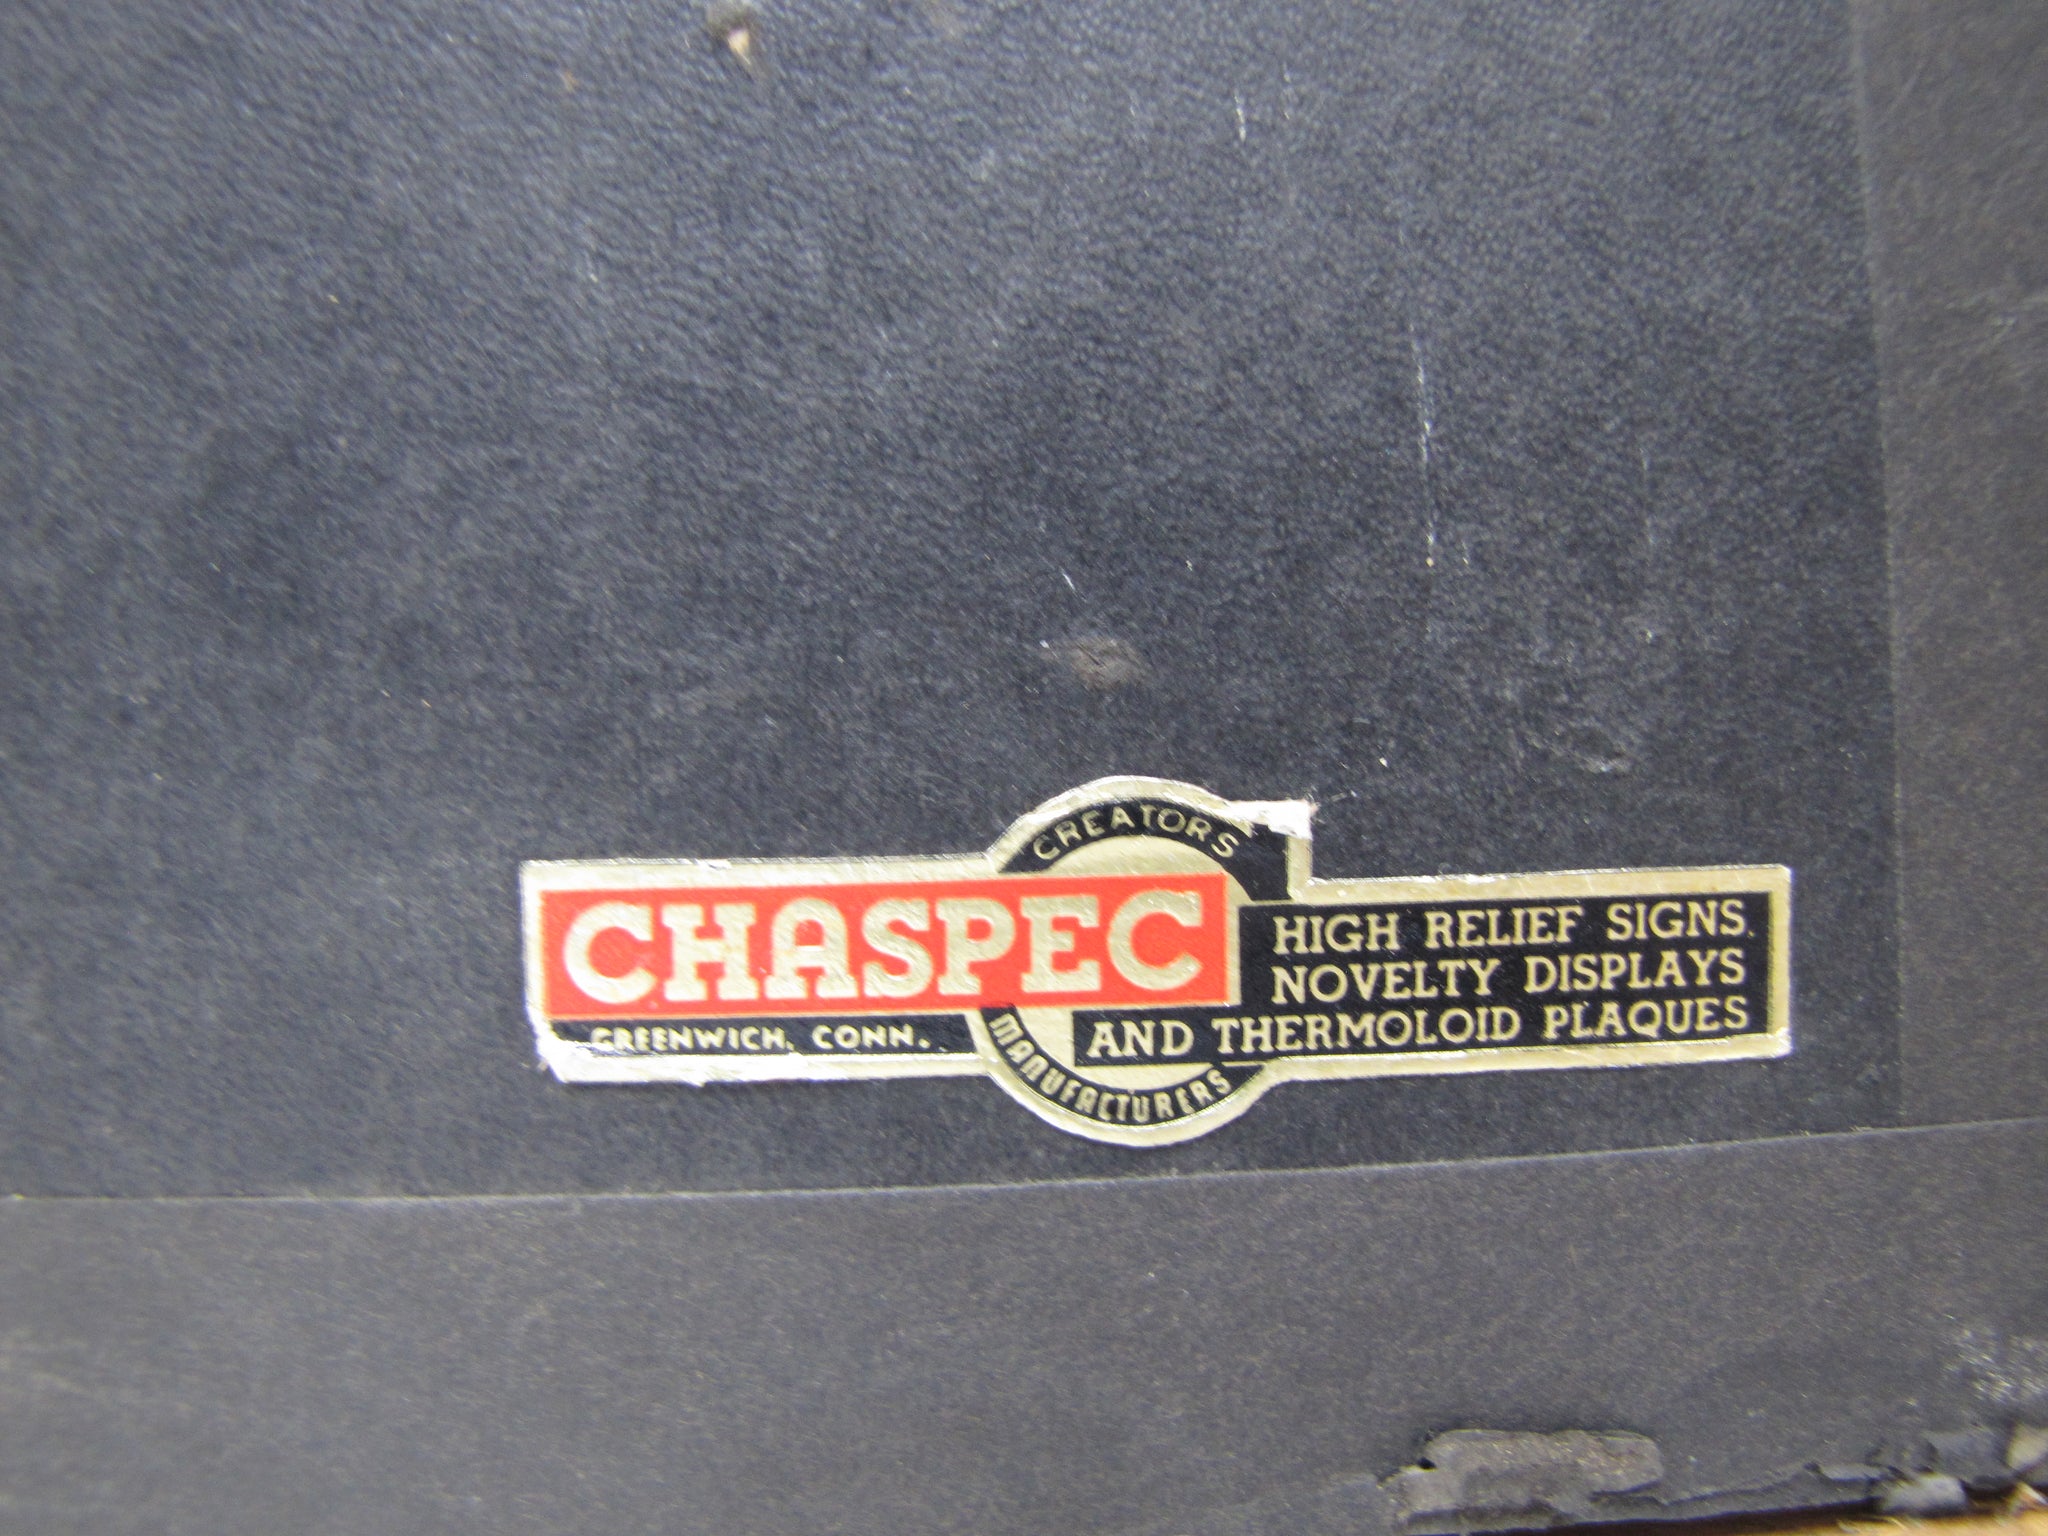 CREATORS
CHASPEC
GREENWICH, CONN.
MANUFACTURERS
HIGH RELIEF SIGNS.
NOVELTY DISPLAYS
AND THERMOLOID PLAQUES